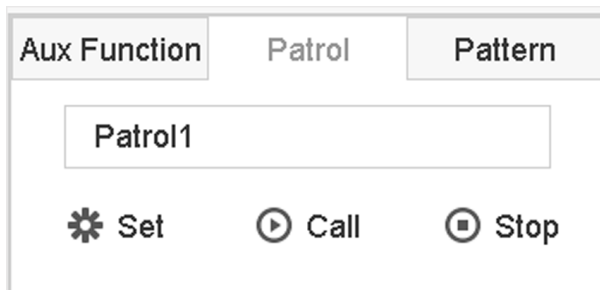 Aux Function Patrol Pattern
Patrol1
Set Call Stop